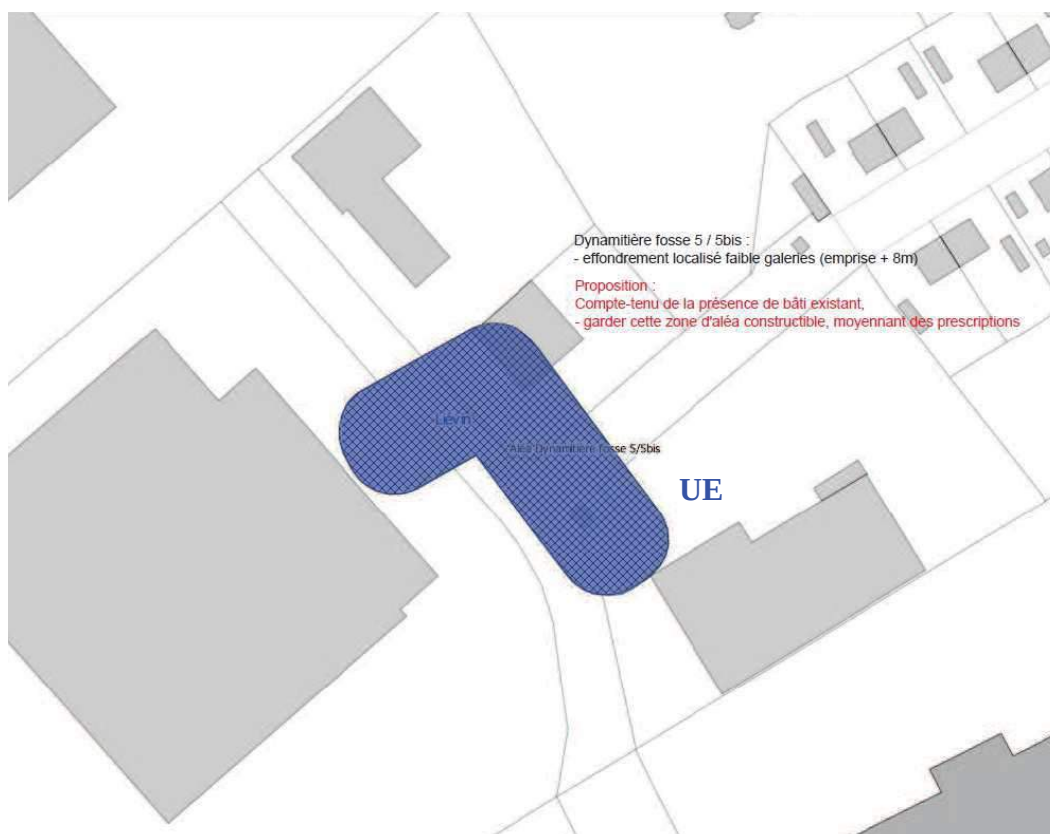 Dynamitière fosse 5 / 5bis :
- effondrement localisé faible galeries (emprise + 8m)
Proposition :
Compte-tenu de la présence de bâti existant,
- garder cette zone d'aléa constructible, moyennant des prescriptions
Liévin
Aléa Dynamitière fosse 5/5bis
UE